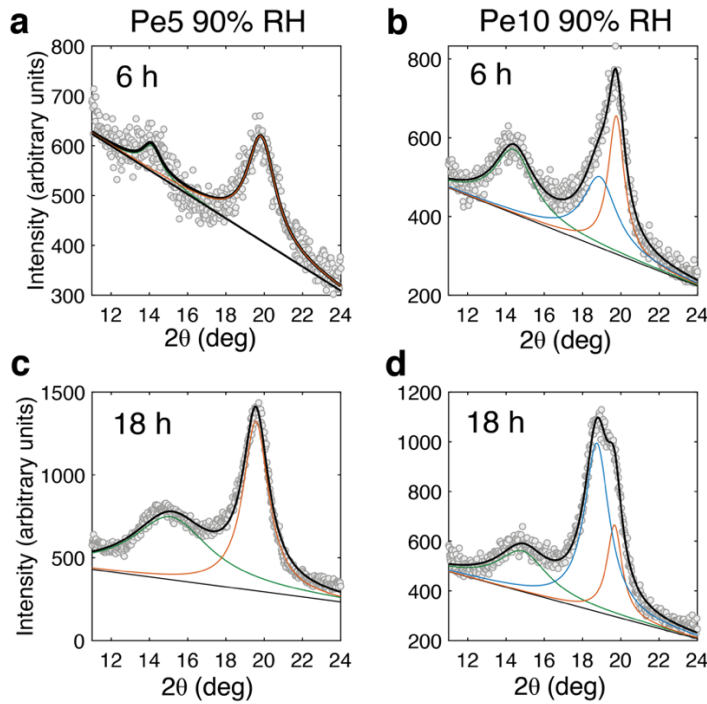 a Pe5 90% RH
b Pe10 90% RH
6 h
800
700
600
500
400
300
12 14 16 18 20 22 24
2θ (deg)
Intensity (arbitrary units)
6 h
800
600
400
200
12 14 16 18 20 22 24
2θ (deg)
c
18 h
1500
1000
500
0
12 14 16 18 20 22 24
2θ (deg)
Intensity (arbitrary units)
d
18 h
1200
1000
800
600
400
200
12 14 16 18 20 22 24
2θ (deg)